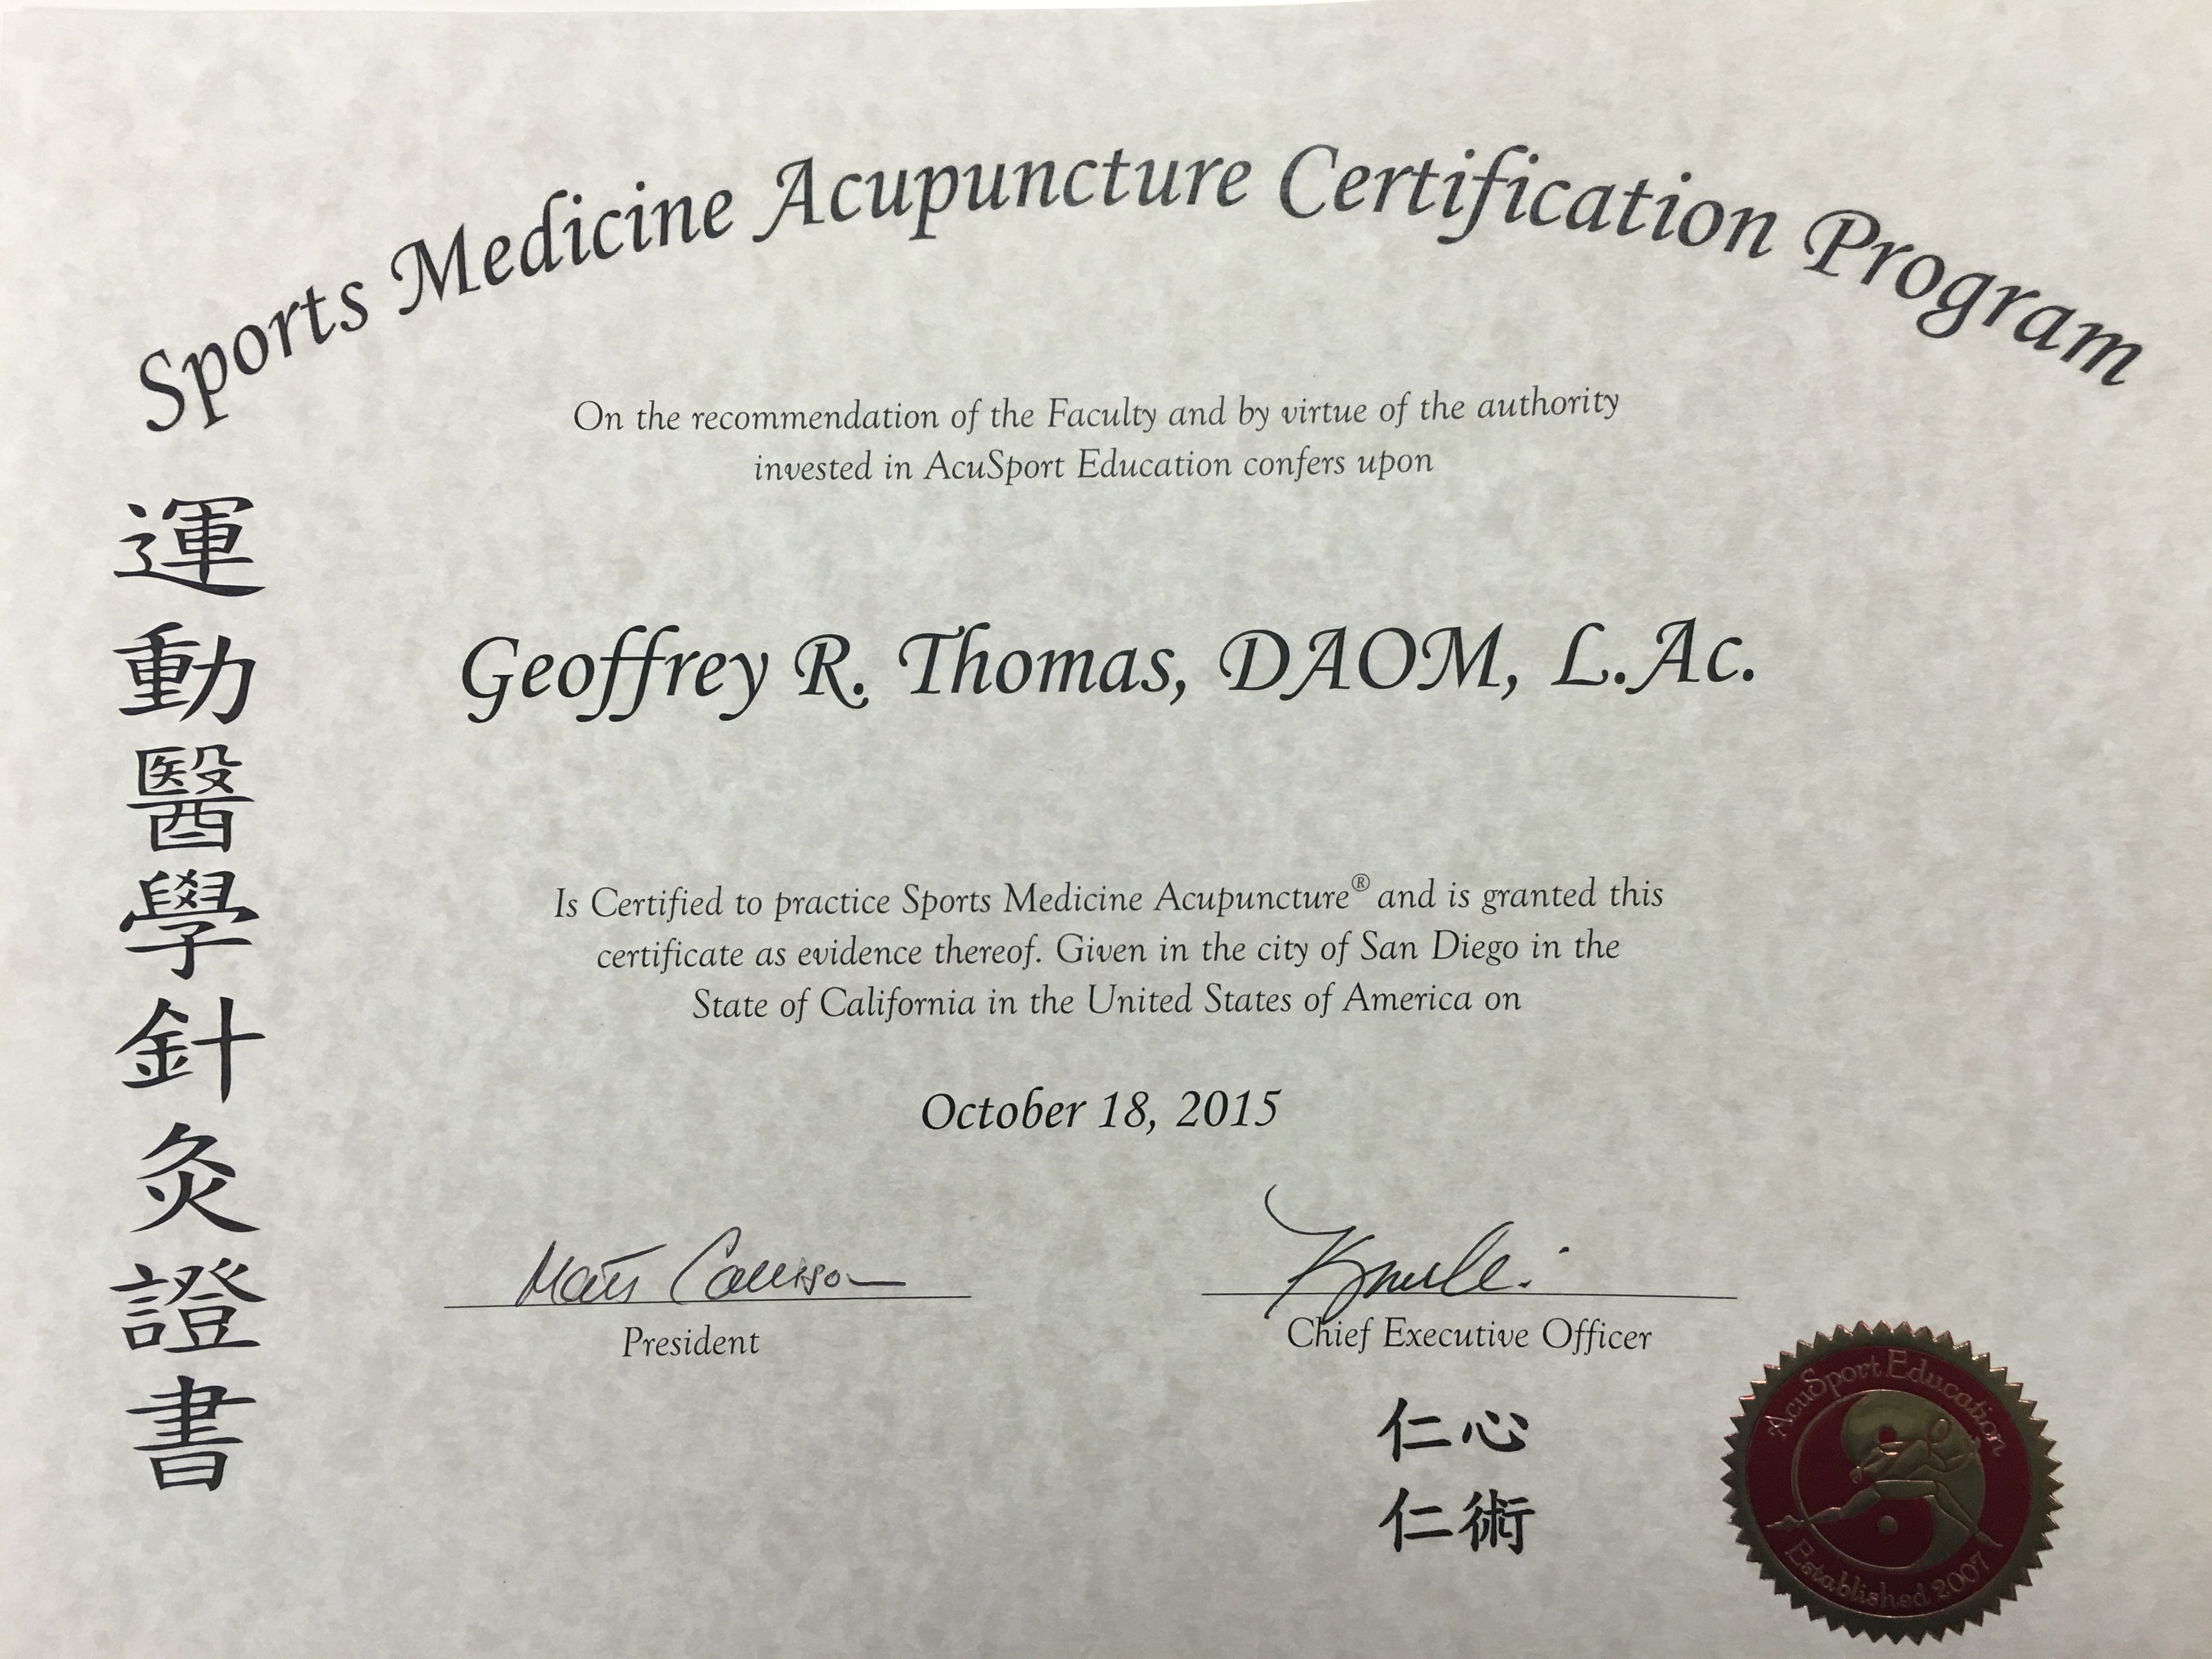 Sports Medicine Acupuncture Certification Program
On the recommendation of the Faculty and by virtue of the authority
invested in AcuSport Education confers upon
運動醫學針灸證書
Geoffrey R. Thomas, DAOM, L.Ac.
Is Certified to practice Sports Medicine Acupuncture® and is granted this
certificate as evidence thereof. Given in the city of San Diego in the
State of California in the United States of America on
October 18, 2015
Matt Callison
President
Chief Executive Officer
仁心
仁術
AcuSport Education
Established 2007